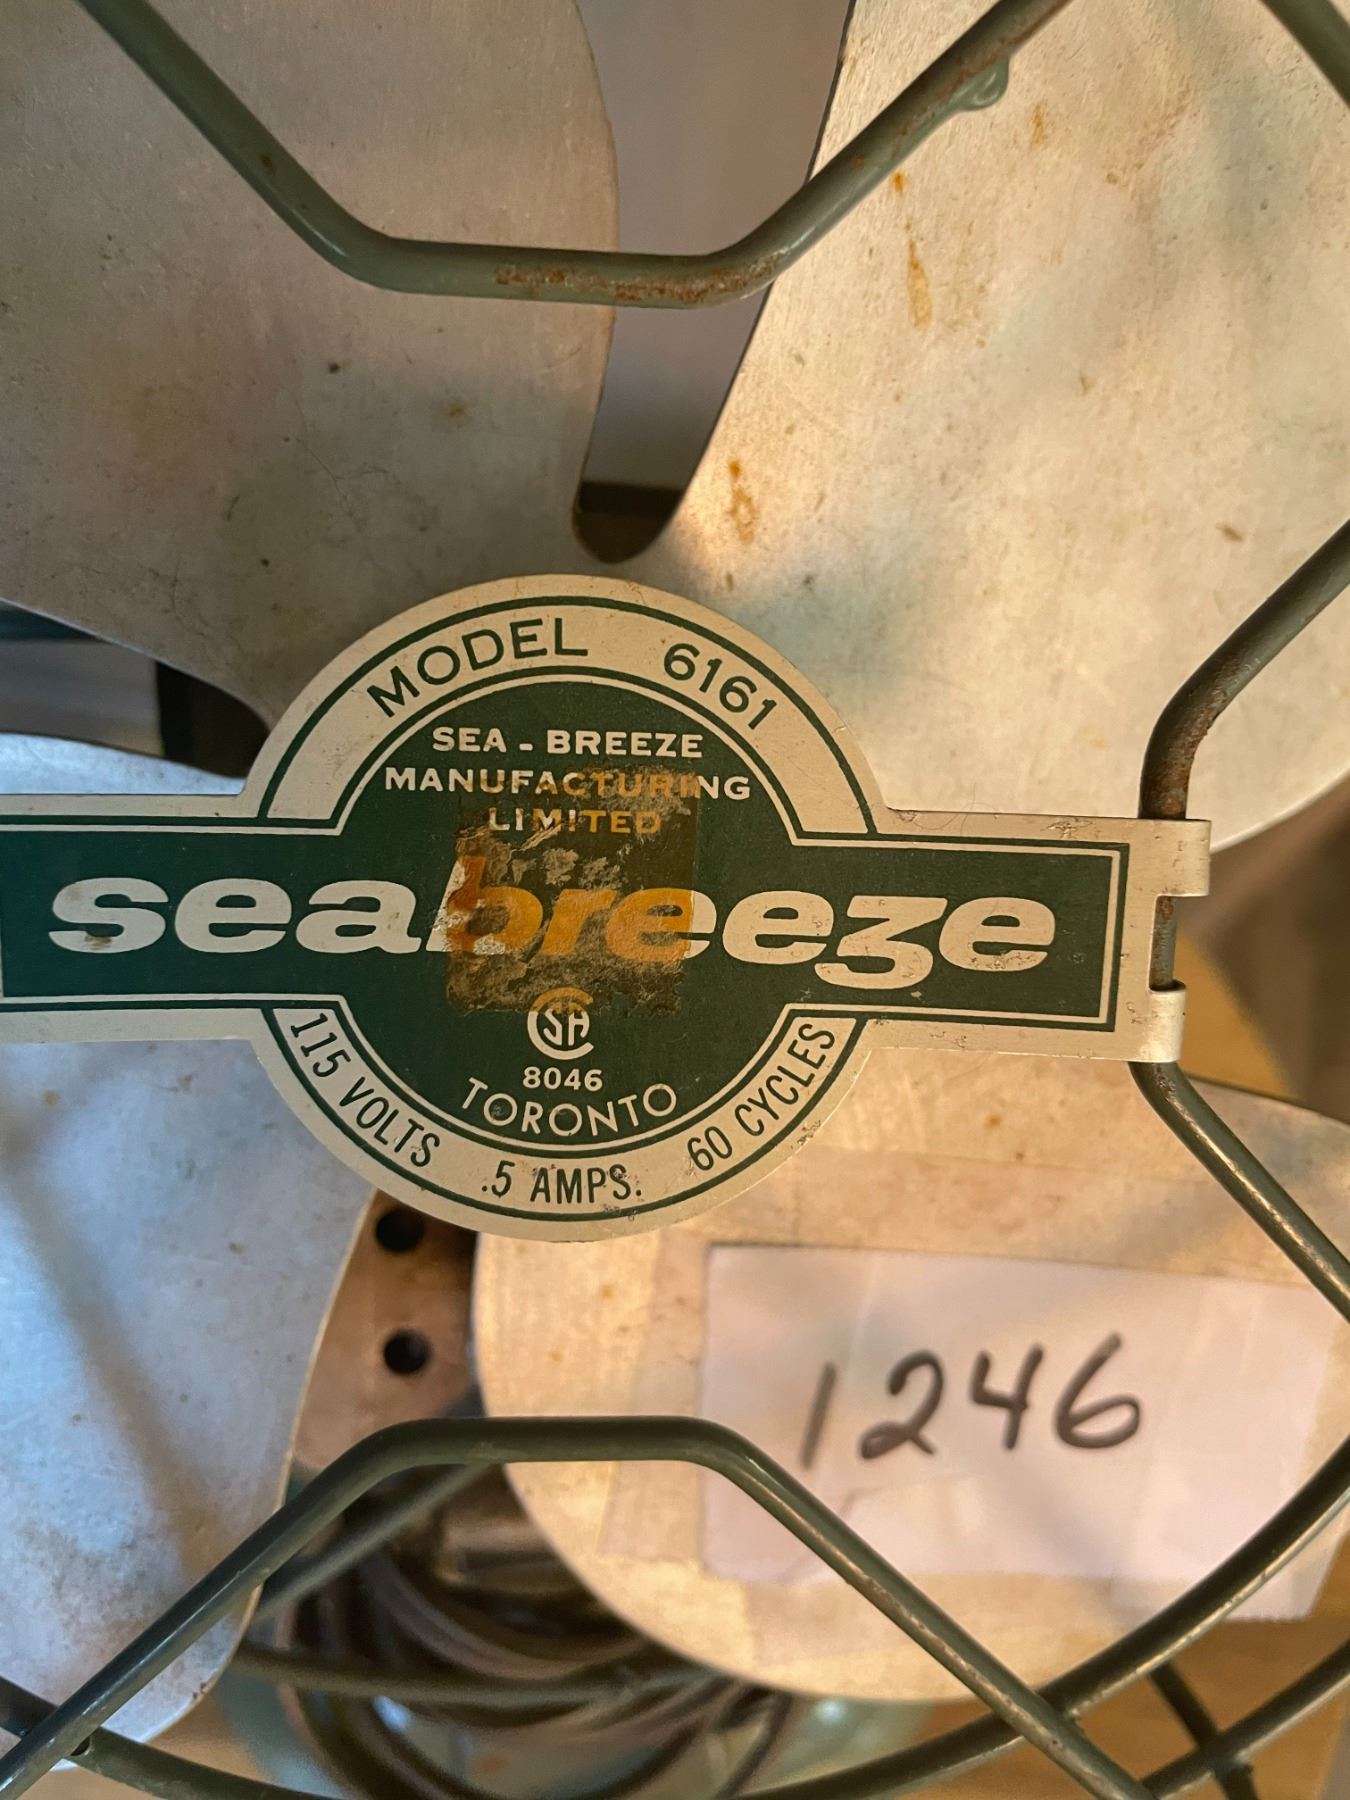 MODEL 6161
SEA - BREEZE
MANUFACTURING
LIMITED
seabreeze
CSA
8046
TORONTO
115 VOLTS .5 AMPS. 60 CYCLES
1246